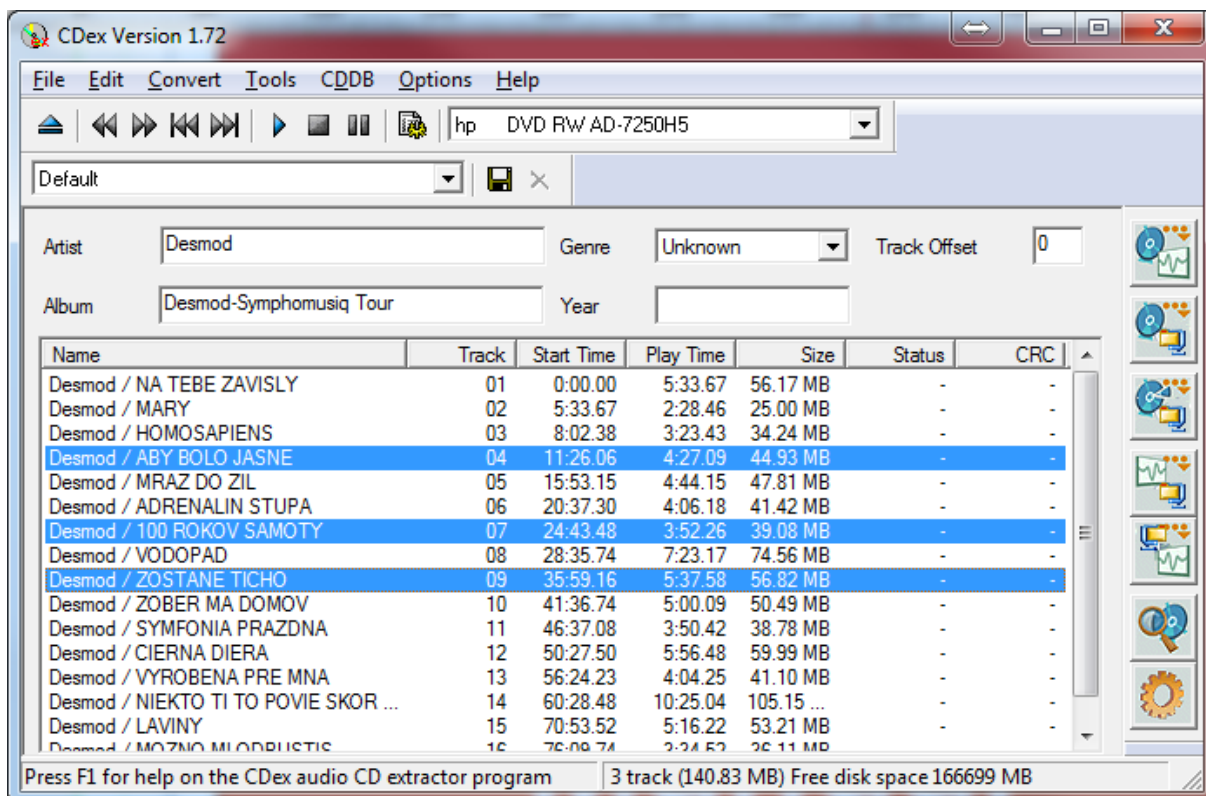 CDex Version 1.72
File Edit Convert Tools CDDB Options Help
hp DVD RW AD-7250H5
Default
Artist Desmod Genre Unknown Track Offset 0
Album Desmod-Symphomusiq Tour Year
Name Track Start Time Play Time Size Status CRC
Desmod / NA TEBE ZAVISLY 01 0:00.00 5:33.67 56.17 MB - -
Desmod / MARY 02 5:33.67 2:28.46 25.00 MB - -
Desmod / HOMOSAPIENS 03 8:02.38 3:23.43 34.24 MB - -
Desmod / ABY BOLO JASNE 04 11:26.06 4:27.09 44.93 MB - -
Desmod / MRAZ DO ZIL 05 15:53.15 4:44.15 47.81 MB - -
Desmod / ADRENALIN STUPA 06 20:37.30 4:06.18 41.42 MB - -
Desmod / 100 ROKOV SAMOTY 07 24:43.48 3:52.26 39.08 MB - -
Desmod / VODOPAD 08 28:35.74 7:23.17 74.56 MB - -
Desmod / ZOSTANE TICHO 09 35:59.16 5:37.58 56.82 MB - -
Desmod / ZOBER MA DOMOV 10 41:36.74 5:00.09 50.49 MB - -
Desmod / SYMFONIA PRAZDNA 11 46:37.08 3:50.42 38.78 MB - -
Desmod / CIERNA DIERA 12 50:27.50 5:56.48 59.99 MB - -
Desmod / VYROBENA PRE MNA 13 56:24.23 4:04.25 41.10 MB - -
Desmod / NIEKTO TI TO POVIE SKOR ... 14 60:28.48 10:25.04 105.15 ... - -
Desmod / LAVINY 15 70:53.52 5:16.22 53.21 MB - -
Desmod / MOZNO 16 76:09.74 3:34.52 36.11 MB
Press F1 for help on the CDex audio CD extractor program 3 track (140.83 MB) Free disk space 166699 MB